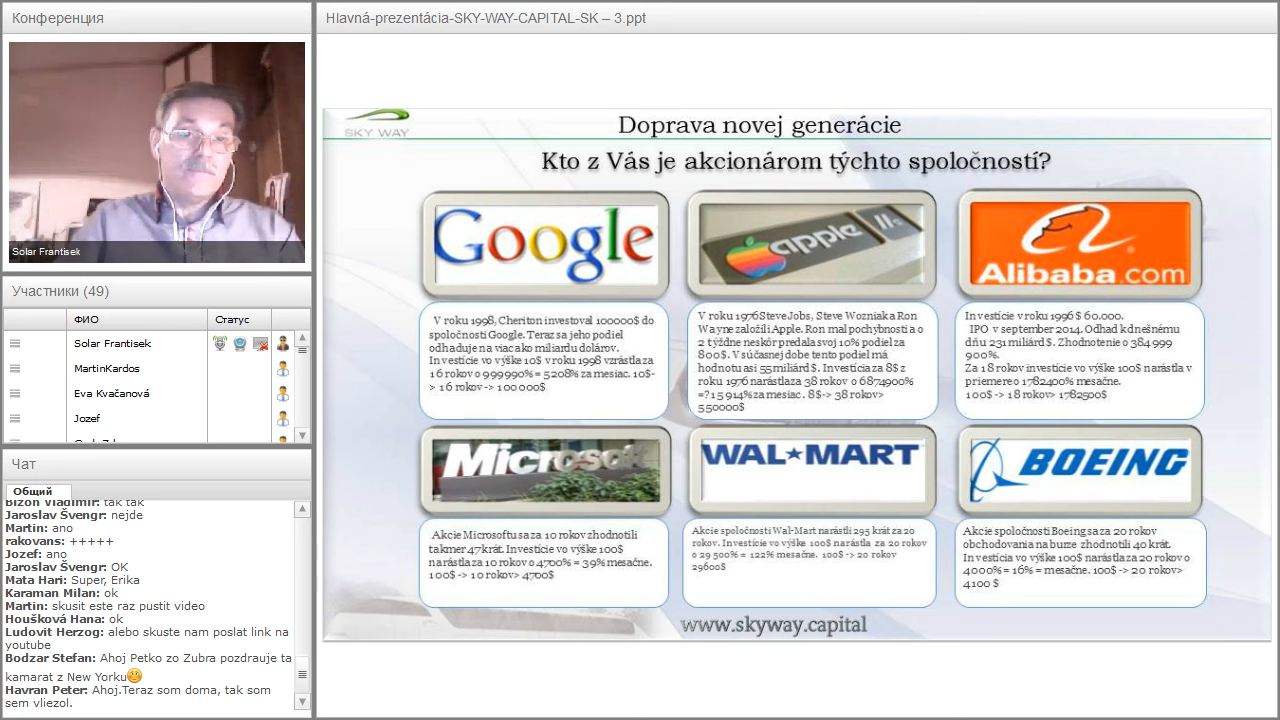 Конференция
Solar Frantisek
Участники (49)
ФИО
Статус
Solar Frantisek
MartinKardos
Eva Kvačanová
Jozef
Чат
Общий
Bizon Vladimir: tak tak
Jaroslav Švengr: nejde
Martin: ano
rakovans: +++++
Jozef: ano
Jaroslav Švengr: OK
Mata Hari: Super, Erika
Karaman Milan: ok
Martin: skusit este raz pustit video
Houšková Hana: ok
Ludovit Herzog: alebo skuste nam poslat link na
youtube
Bodzar Stefan: Ahoj Petko zo Zubra pozdrauje ta
kamarat z New Yorku
Havran Peter: Ahoj.Teraz som doma, tak som
sem vliezol.
Hlavná-prezentácia-SKY-WAY-CAPITAL-SK – 3.ppt
SKY WAY
Doprava novej generácie
Kto z Vás je akcionárom týchto spoločností?
Google
apple
Alibaba.com
V roku 1998, Cheriton investoval 100000$ do
spoločnosti Google. Teraz sa jeho podiel
odhaduje na viac ako miliardu dolárov.
Investície vo výške 10$ v roku 1998 vzrástla za
16 rokov o 999990% = 5208% za mesiac. 10$-
> 16 rokov -> 100 000$
V roku 1976 Steve Jobs, Steve Wozniak a Ron
Wayne založili Apple. Ron mal pochybnosti a o
2 týždne neskôr predala svoj 10% podiel za
800$. V súčasnej dobe tento podiel má
hodnotu asi 55 miliárd $. Investícia za 8$ z
roku 1976 narástla za 38 rokov o 6874900%
=? 15 914% za mesiac. 8$-> 38 rokov>
550000$
Investície v roku 1996 $ 60.000.
IPO v september 2014. Odhad k dnešnému
dňu 231 miliárd $. Zhodnotenie o 384 999
900%.
Za 18 rokov investície vo výške 100$ narástla v
priemere o 1782400% mesačne.
100$ -> 18 rokov> 1782500$
Microsoft
WAL★MART
BOEING
Akcie Microsoftu sa za 10 rokov zhodnotili
takmer 47 krát. Investície vo výške 100$
narástla za 10 rokov o 4700% = 39% mesačne.
100$ -> 10 rokov> 4700$
Akcie spoločnosti Wal-Mart narástli 295 krát za 20
rokov. Investície vo výške 100$ narástla za 20 rokov
o 29 500% = 122% mesačne. 100$ -> 20 rokov
29600$
Akcie spoločnosti Boeing sa za 20 rokov
obchodovania na burze zhodnotili 40 krát.
Investícia vo výške 100$ narástla za 20 rokov o
4000% = 16% = mesačne. 100$ -> 20 rokov>
4100 $
www.skyway.capital